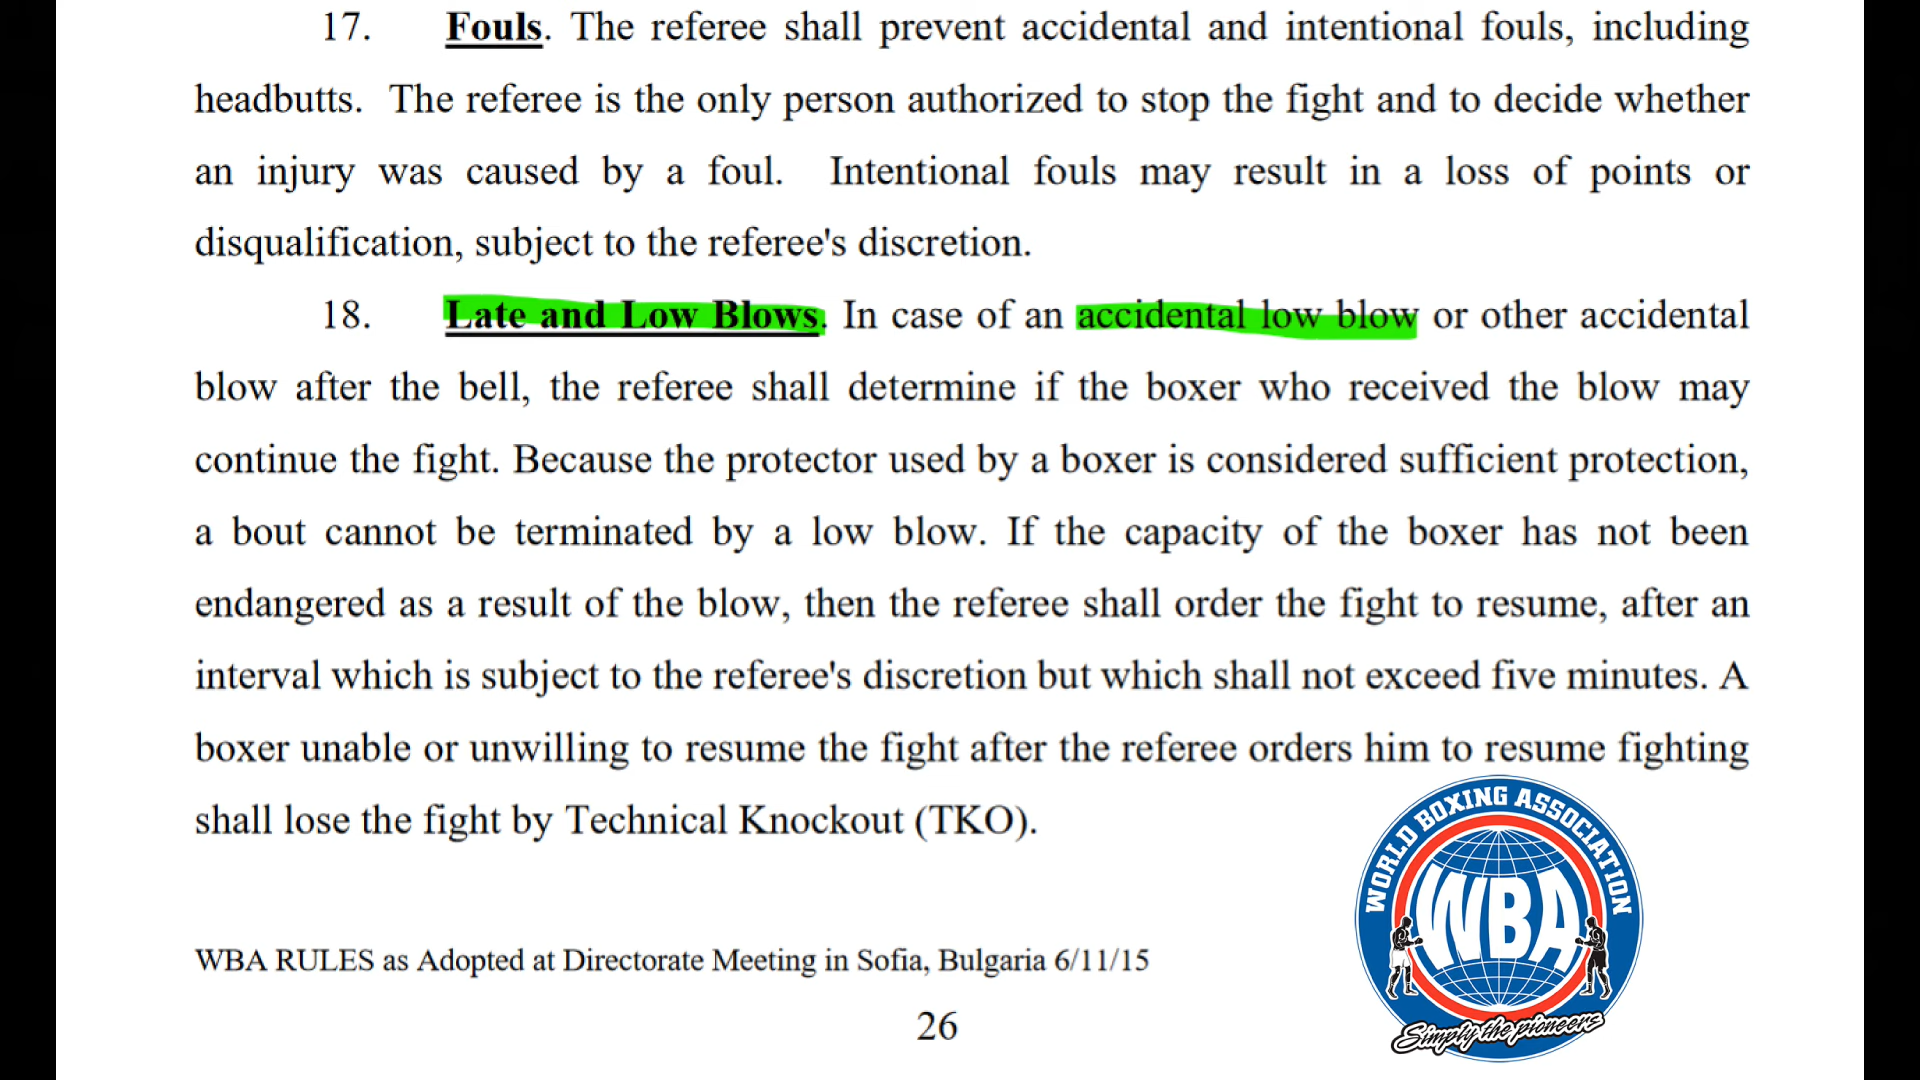 17. Fouls. The referee shall prevent accidental and intentional fouls, including
headbutts. The referee is the only person authorized to stop the fight and to decide whether
an injury was caused by a foul. Intentional fouls may result in a loss of points or
disqualification, subject to the referee's discretion.
18. Late and Low Blows. In case of an accidental low blow or other accidental
blow after the bell, the referee shall determine if the boxer who received the blow may
continue the fight. Because the protector used by a boxer is considered sufficient protection,
a bout cannot be terminated by a low blow. If the capacity of the boxer has not been
endangered as a result of the blow, then the referee shall order the fight to resume, after an
interval which is subject to the referee's discretion but which shall not exceed five minutes. A
boxer unable or unwilling to resume the fight after the referee orders him to resume fighting
shall lose the fight by Technical Knockout (TKO).
WORLD BOXING ASSOCIATION
WBA
Simply the pioneers
WBA RULES as Adopted at Directorate Meeting in Sofia, Bulgaria 6/11/15
26